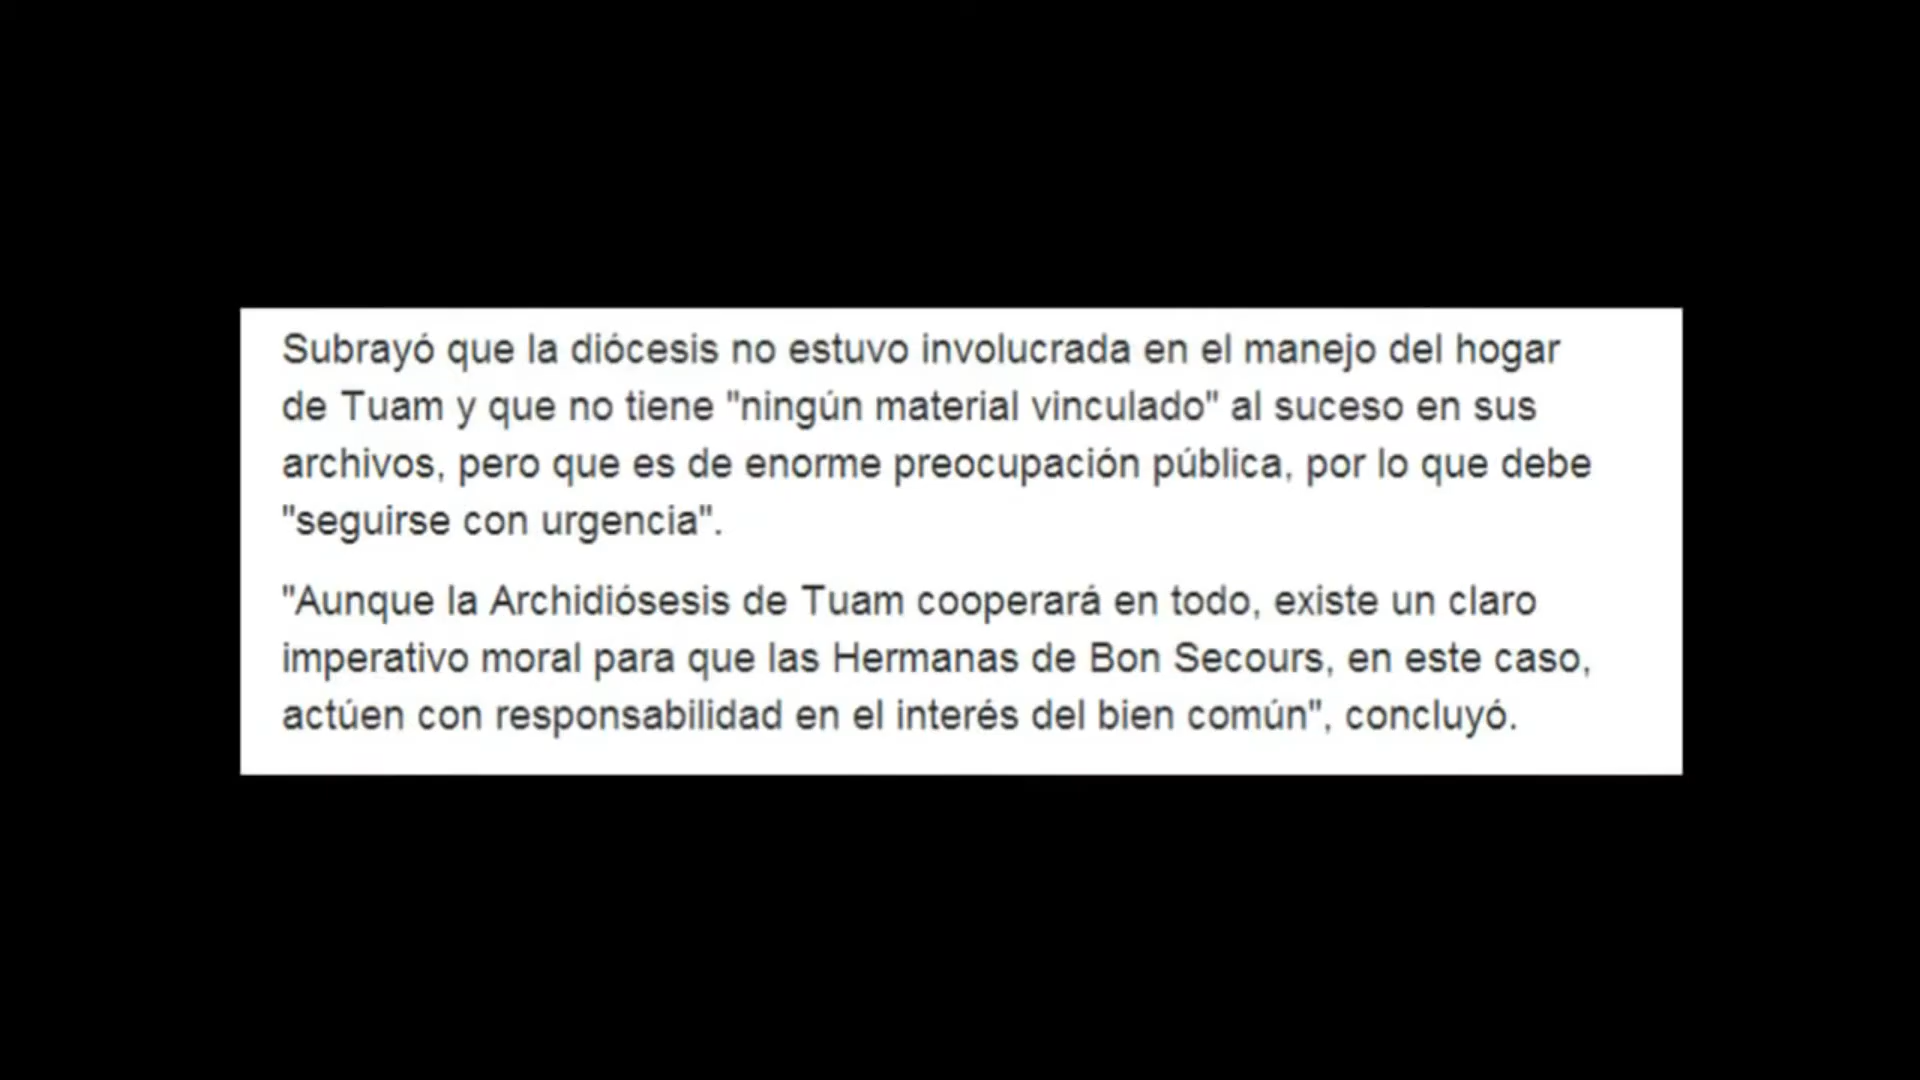 Subrayó que la diócesis no estuvo involucrada en el manejo del hogar
de Tuam y que no tiene "ningún material vinculado" al suceso en sus
archivos, pero que es de enorme preocupación pública, por lo que debe
"seguirse con urgencia".
"Aunque la Archidiósesis de Tuam cooperará en todo, existe un claro
imperativo moral para que las Hermanas de Bon Secours, en este caso,
actúen con responsabilidad en el interés del bien común", concluyó.